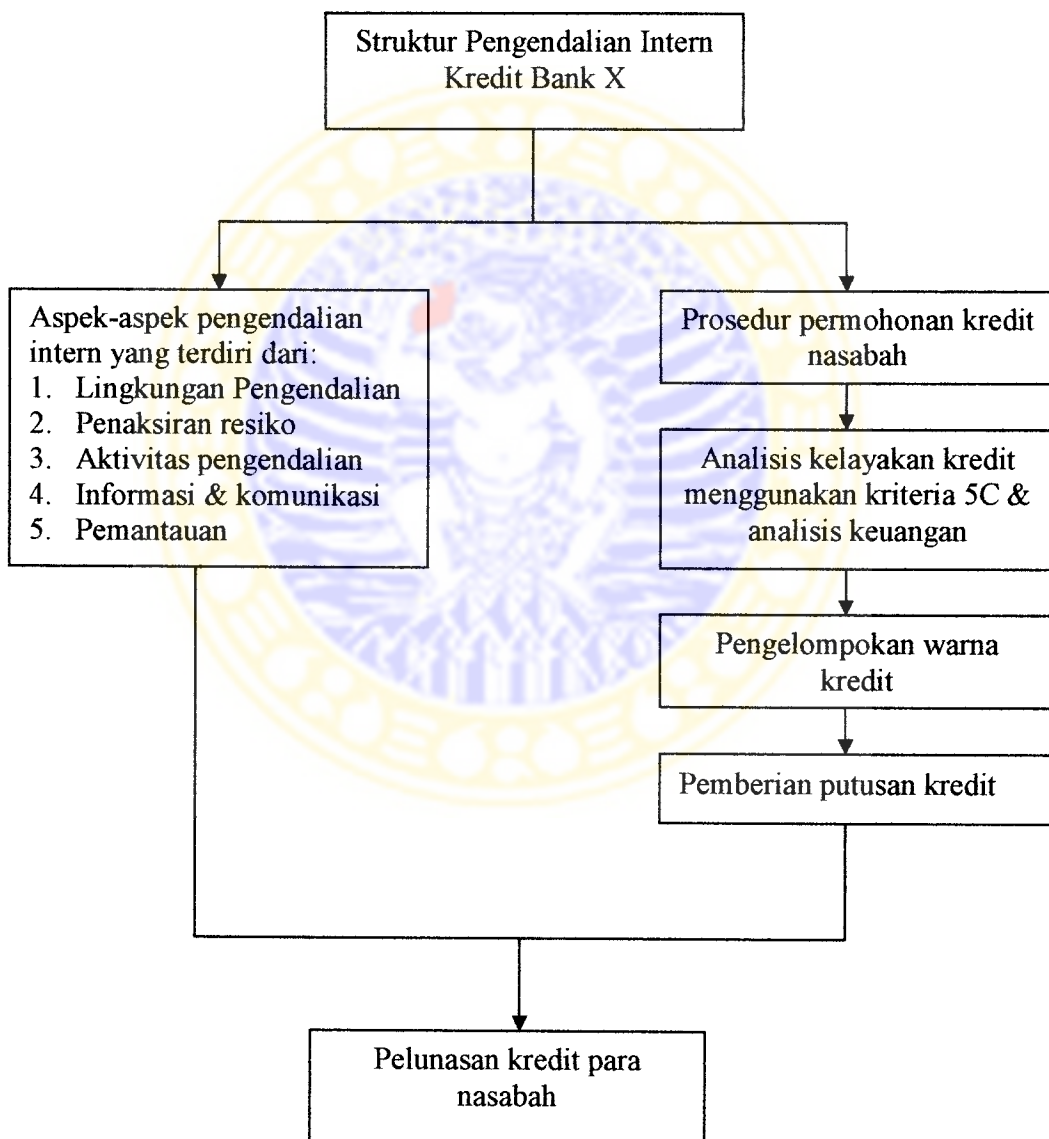 Struktur Pengendalian Intern
Kredit Bank X
Aspek-aspek pengendalian
intern yang terdiri dari:
1. Lingkungan Pengendalian
2. Penaksiran resiko
3. Aktivitas pengendalian
4. Informasi & komunikasi
5. Pemantauan
Prosedur permohonan kredit
nasabah
Analisis kelayakan kredit
menggunakan kriteria 5C &
analisis keuangan
Pengelompokan warna
kredit
Pemberian putusan kredit
Pelunasan kredit para
nasabah